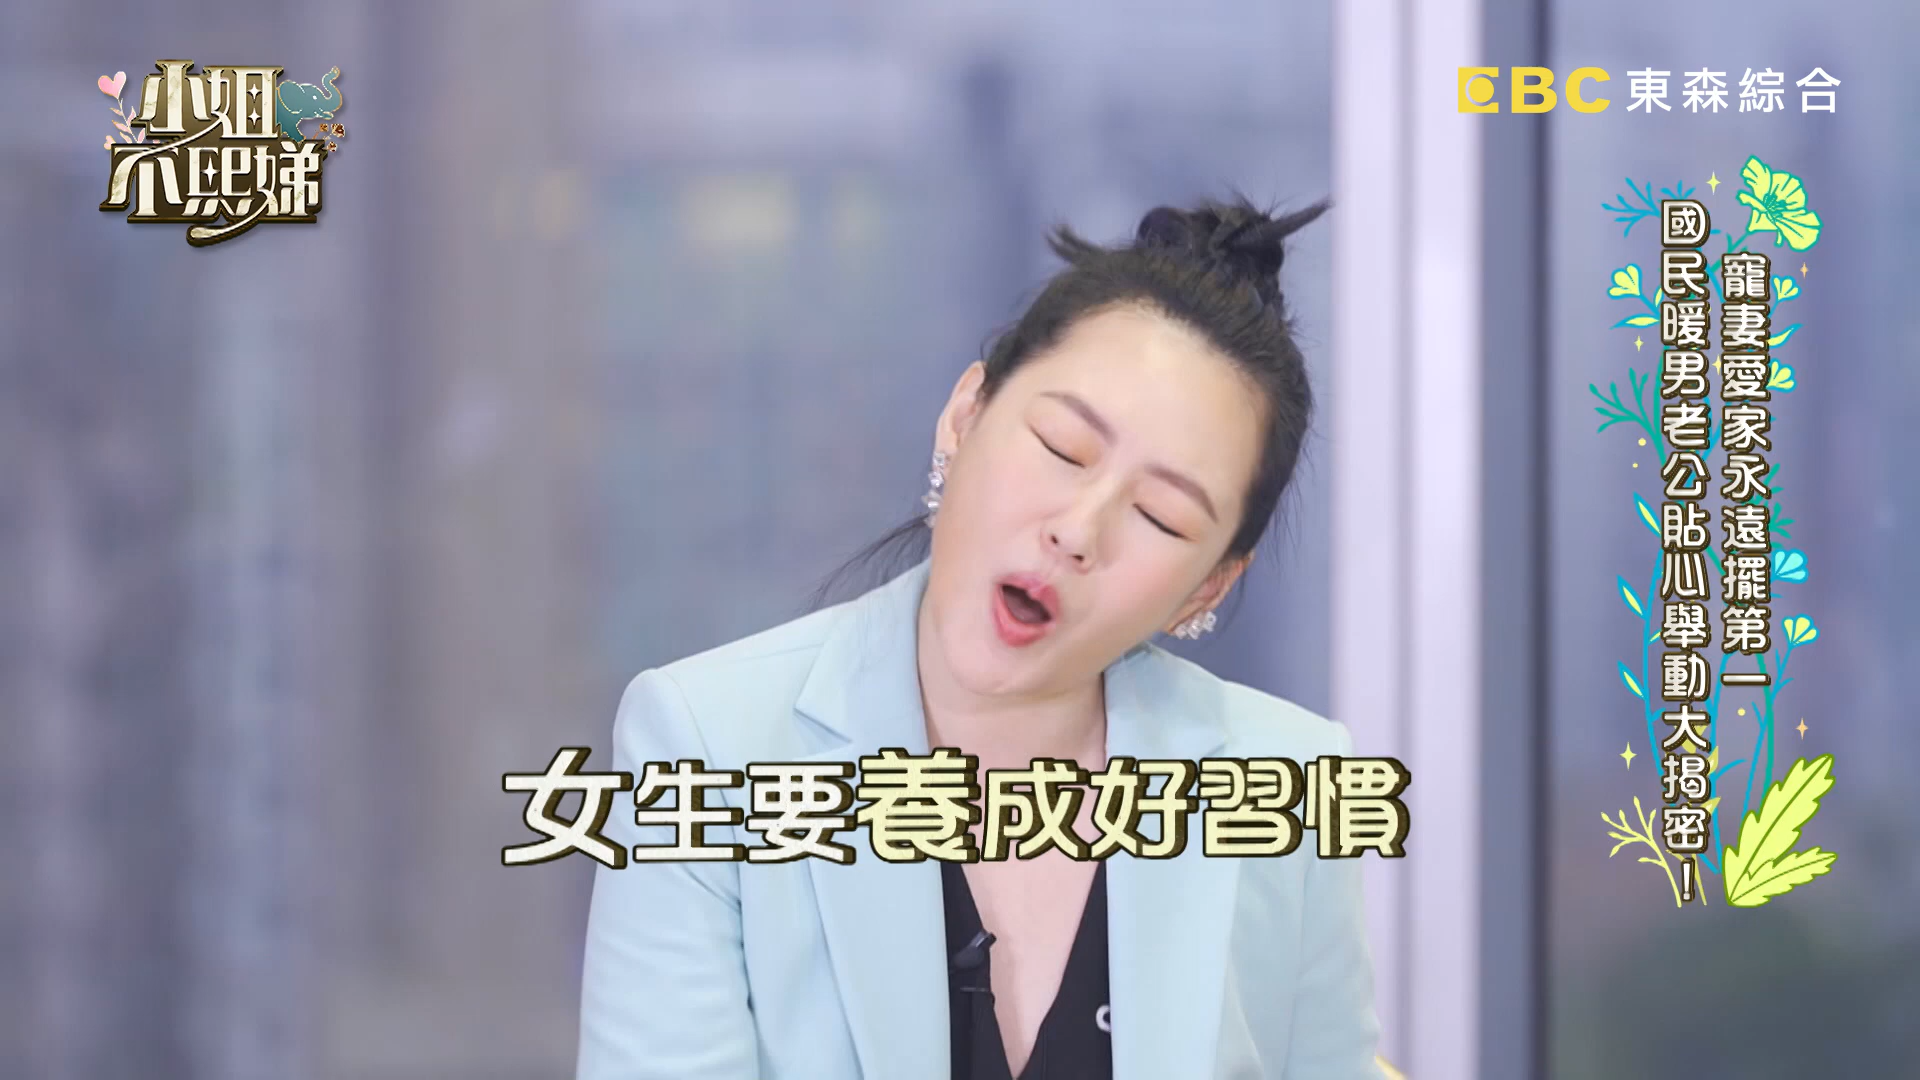 小姐
不熙娣
EBC 東森綜合
寵妻愛家永遠擺第一
國民暖男老公貼心舉動大揭密！
女生要養成好習慣